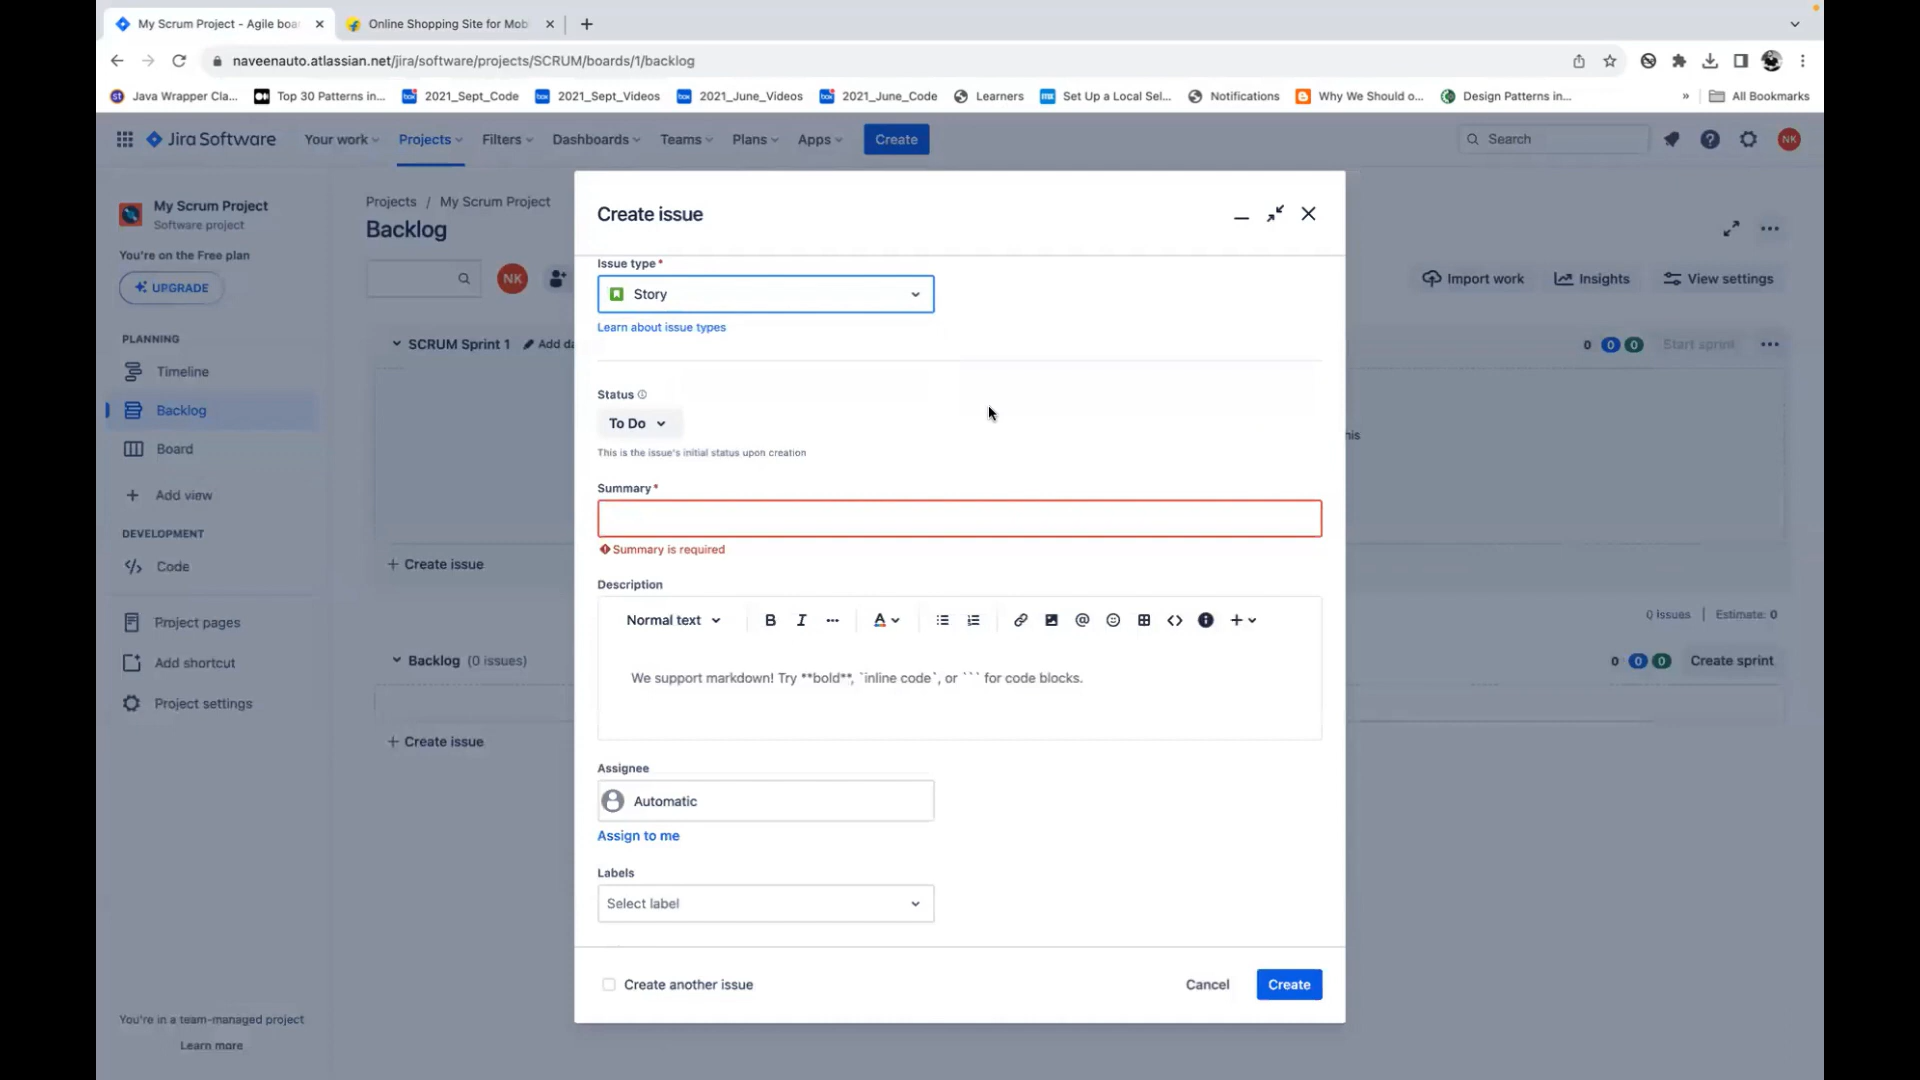 My Scrum Project - Agile boa
Online Shopping Site for Mob
naveenauto.atlassian.net/jira/software/projects/SCRUM/boards/1/backlog
Java Wrapper Cla... Top 30 Patterns in... 2021_Sept_Code 2021_Sept_Videos 2021_June_Videos 2021_June_Code Learners Set Up a Local Sel... Notifications Why We Should o... Design Patterns in... » All Bookmarks
Jira Software Your work Projects Filters Dashboards Teams Plans Apps Create Search NK
My Scrum Project
Software project
You're on the Free plan
UPGRADE
PLANNING
Timeline
Backlog
Board
+ Add view
DEVELOPMENT
Code
Project pages
Add shortcut
Project settings
You're in a team-managed project
Learn more
Projects / My Scrum Project
Backlog
NK
Import work Insights View settings
SCRUM Sprint 1 Add da
0 0 0 Start sprint
his
+ Create issue
0 issues Estimate: 0
Backlog (0 issues)
0 0 0 Create sprint
+ Create issue
Create issue
Issue type *
Story
Learn about issue types
Status
To Do
This is the issue's initial status upon creation
Summary *
Summary is required
Description
Normal text B I ... A @ <> +
We support markdown! Try **bold**, `inline code`, or ``` for code blocks.
Assignee
Automatic
Assign to me
Labels
Select label
Create another issue
Cancel Create